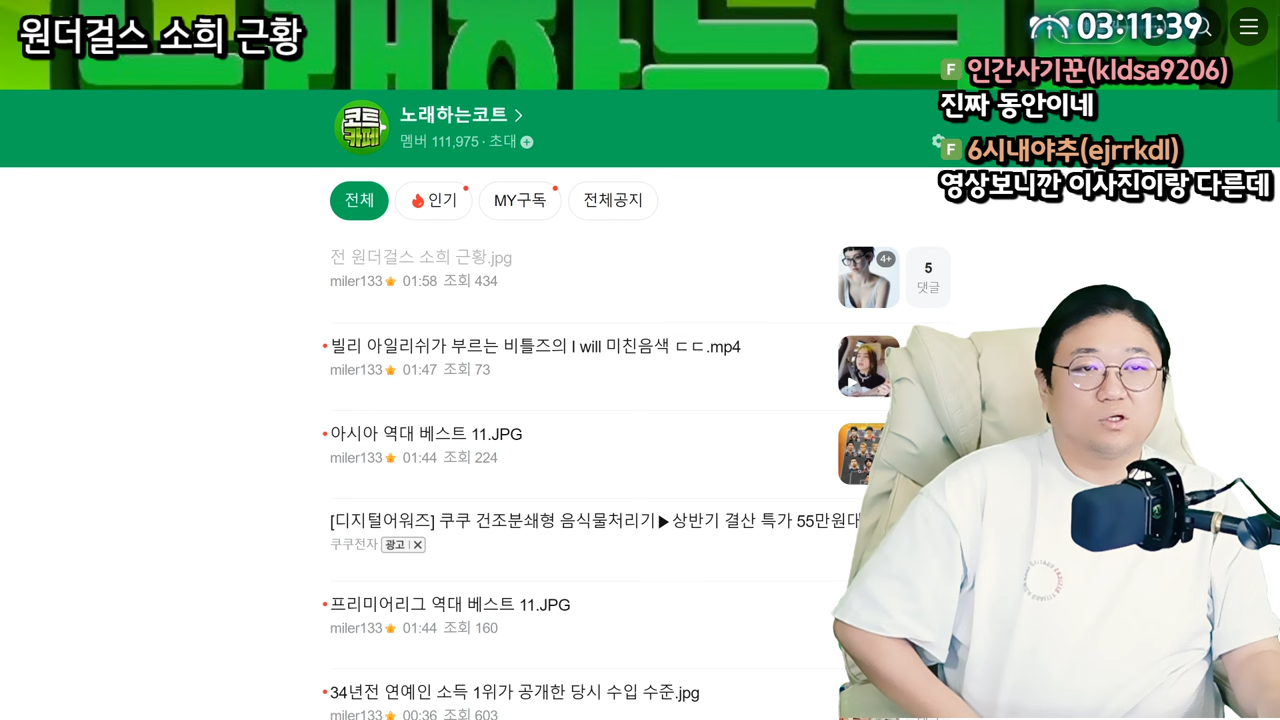 원더걸스 소희 근황
노래하는코트
03:11:39
F 인간사기꾼(kldsa9206)
진짜 동안이네
F 6시내야추(ejrrkdl)
영상보니깐 이사진이랑 다른데
코트
카페
노래하는코트 >
멤버 111,975 · 초대
전체
인기
MY구독
전체공지
전 원더걸스 소희 근황.jpg
miler133 01:58 조회 434
4+
5
댓글
빌리 아일리쉬가 부르는 비틀즈의 I will 미친음색 ㄷㄷ.mp4
miler133 01:47 조회 73
아시아 역대 베스트 11.JPG
miler133 01:44 조회 224
[디지털어워즈] 쿠쿠 건조분쇄형 음식물처리기▶상반기 결산 특가 55만원대
쿠쿠전자 광고 X
프리미어리그 역대 베스트 11.JPG
miler133 01:44 조회 160
34년전 연예인 소득 1위가 공개한 당시 수입 수준.jpg
miler133 00:36 조회 603